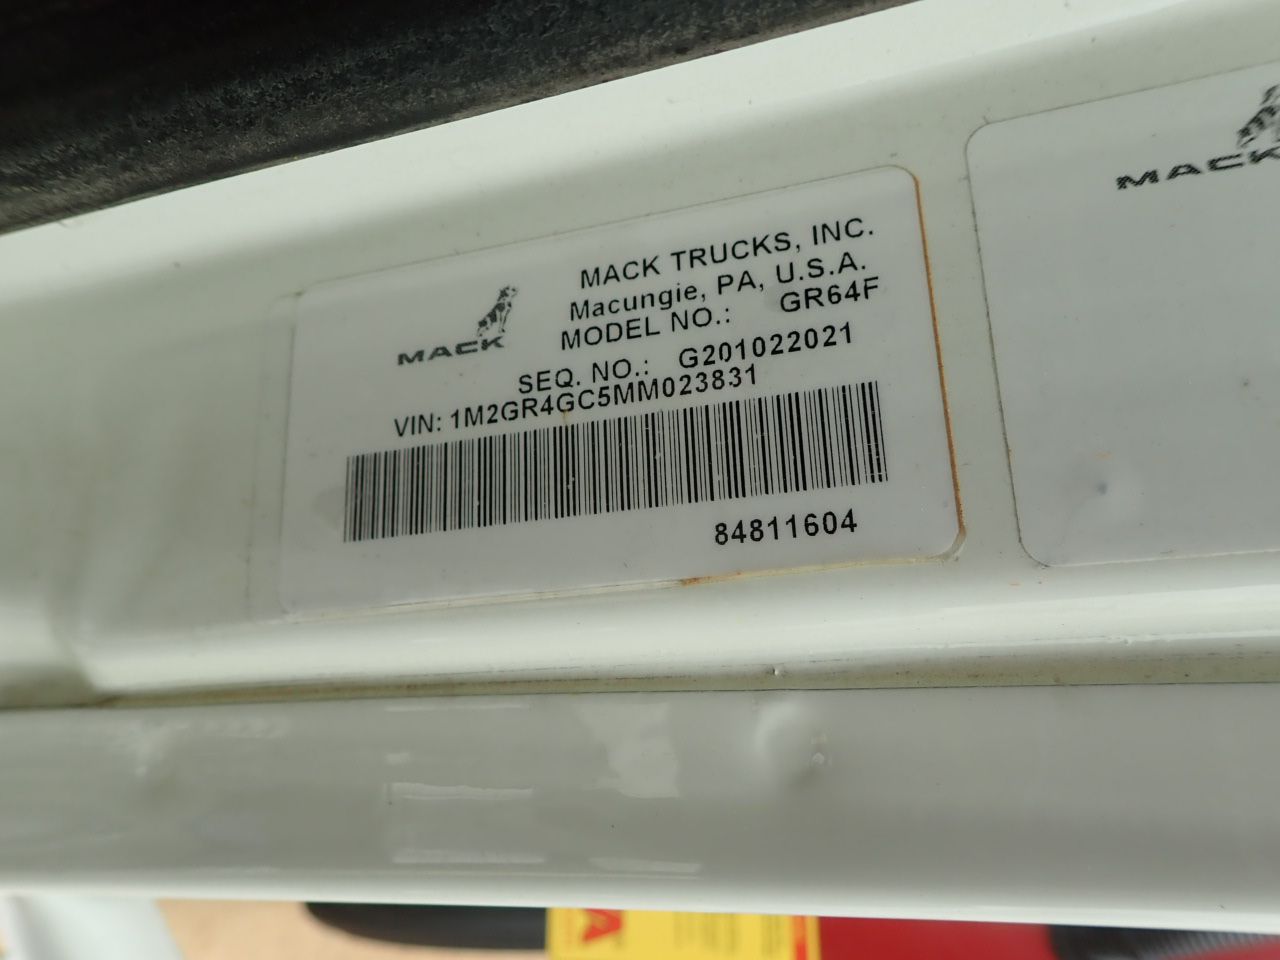 MACK TRUCKS, INC.
Macungie, PA, U.S.A.
MACK
MODEL NO.: GR64F
SEQ. NO.: G201022021
VIN: 1M2GR4GC5MM023831
84811604
MACK